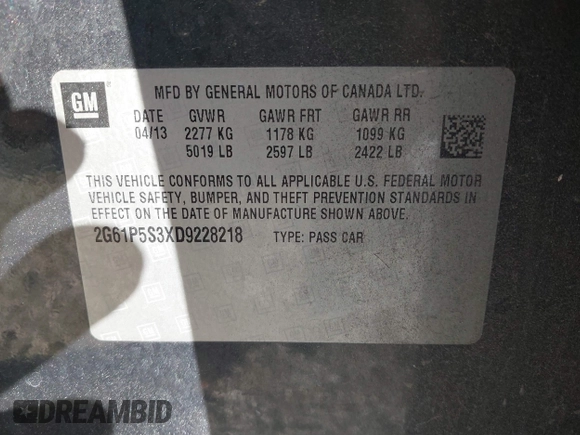 GM
MFD BY GENERAL MOTORS OF CANADA LTD.
DATE GVWR GAWR FRT GAWR RR
04/13 2277 KG 1178 KG 1099 KG
5019 LB 2597 LB 2422 LB
THIS VEHICLE CONFORMS TO ALL APPLICABLE U.S. FEDERAL MOTOR
VEHICLE SAFETY, BUMPER, AND THEFT PREVENTION STANDARDS IN
EFFECT ON THE DATE OF MANUFACTURE SHOWN ABOVE.
2G61P5S3XD9228218 TYPE: PASS CAR
DREAMBID